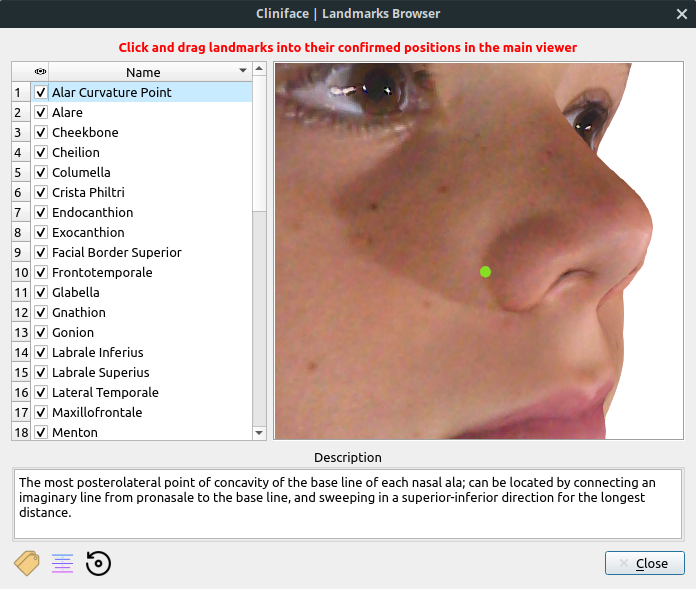 Cliniface | Landmarks Browser
Click and drag landmarks into their confirmed positions in the main viewer
Name
1 Alar Curvature Point
2 Alare
3 Cheekbone
4 Cheilion
5 Columella
6 Crista Philtri
7 Endocanthion
8 Exocanthion
9 Facial Border Superior
10 Frontotemporale
11 Glabella
12 Gnathion
13 Gonion
14 Labrale Inferius
15 Labrale Superius
16 Lateral Temporale
17 Maxillofrontale
18 Menton
Description
The most posterolateral point of concavity of the base line of each nasal ala; can be located by connecting an
imaginary line from pronasale to the base line, and sweeping in a superior-inferior direction for the longest
distance.
Close